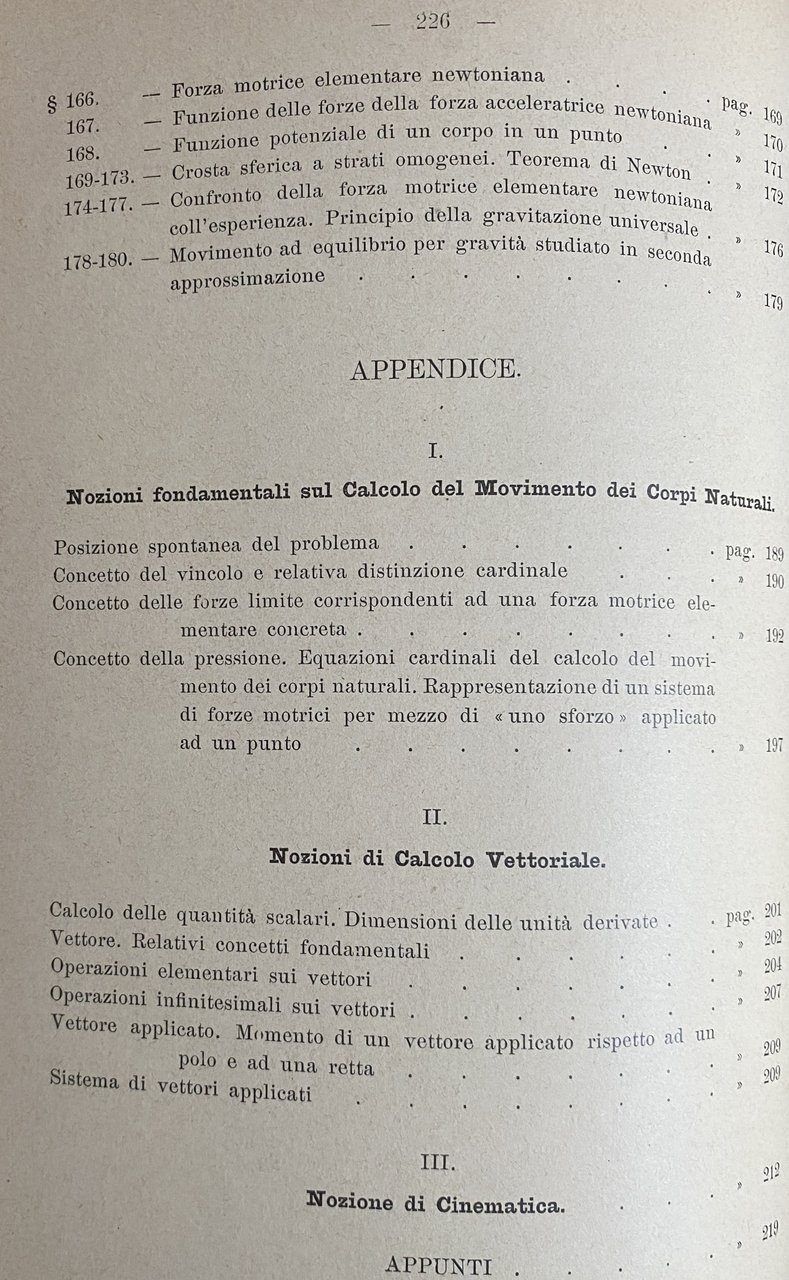 — 226 —
§ 166. — Forza motrice elementare newtoniana . . . . pag. 169
167. — Funzione delle forze della forza acceleratrice newtoniana » 170
168. — Funzione potenziale di un corpo in un punto . . » 171
169-173. — Crosta sferica a strati omogenei. Teorema di Newton . » 172
174-177. — Confronto della forza motrice elementare newtoniana
coll'esperienza. Principio della gravitazione universale . » 176
178-180. — Movimento ad equilibrio per gravità studiato in seconda
approssimazione . . . . . . . . » 179
APPENDICE.
I.
Nozioni fondamentali sul Calcolo del Movimento dei Corpi Naturali.
Posizione spontanea del problema . . . . . . . pag. 189
Concetto del vincolo e relativa distinzione cardinale . . . » 190
Concetto delle forze limite corrispondenti ad una forza motrice ele-
mentare concreta . . . . . . . . » 192
Concetto della pressione. Equazioni cardinali del calcolo del movi-
mento dei corpi naturali. Rappresentazione di un sistema
di forze motrici per mezzo di « uno sforzo » applicato
ad un punto . . . . . . . . » 197
II.
Nozioni di Calcolo Vettoriale.
Calcolo delle quantità scalari. Dimensioni delle unità derivate . . pag. 201
Vettore. Relativi concetti fondamentali . . . . . . » 202
Operazioni elementari sui vettori . . . . . . . » 204
Operazioni infinitesimali sui vettori . . . . . . . » 207
Vettore applicato. Momento di un vettore applicato rispetto ad un
polo e ad una retta . . . . . . . » 209
Sistema di vettori applicati . . . . . . . . » 209
III.
Nozione di Cinematica. . . . » 212
APPUNTI . . . . . » 219